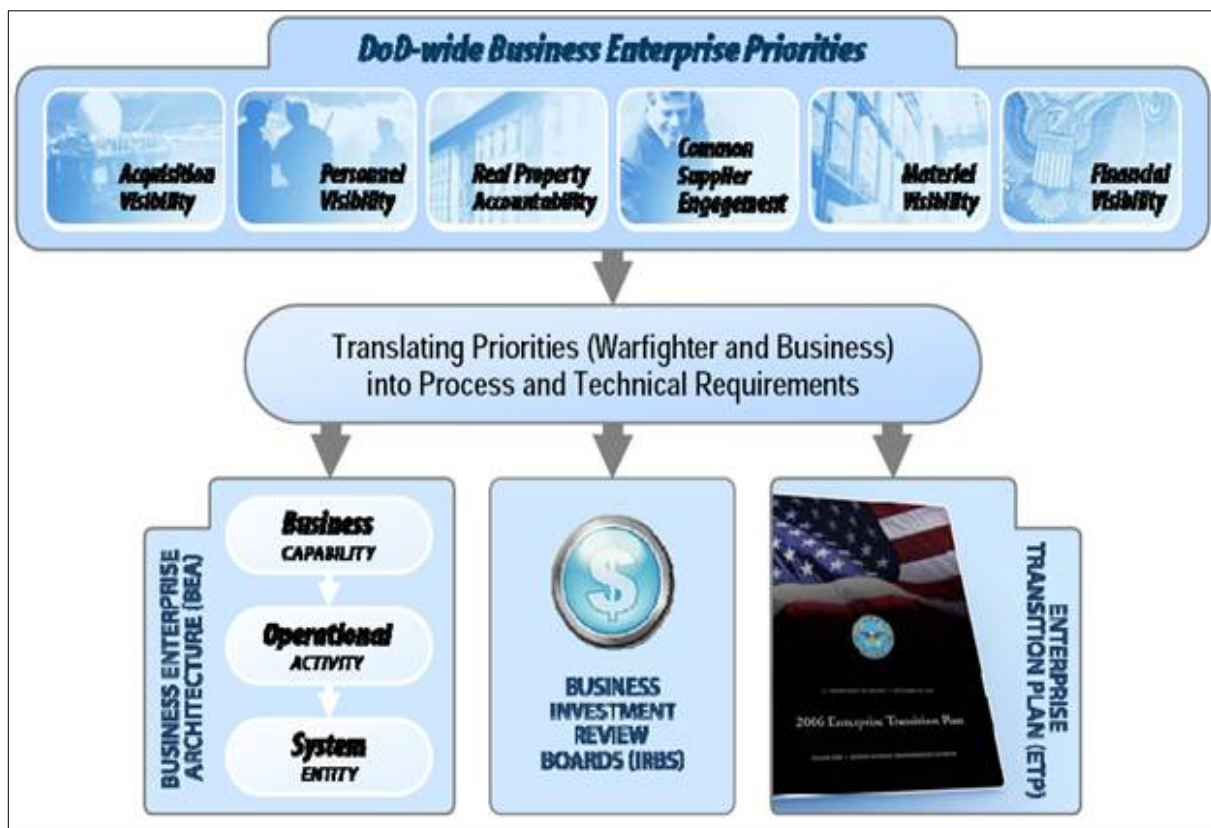 DoD-wide Business Enterprise Priorities
Acquisition
Visibility
Personnel
Visibility
Real Property
Accountability
Common
Supplier
Engagement
Materiel
Visibility
Financial
Visibility
Translating Priorities (Warfighter and Business)
into Process and Technical Requirements
BUSINESS ENTERPRISE
ARCHITECTURE (BEA)
Business
CAPABILITY
Operational
ACTIVITY
System
ENTITY
BUSINESS
INVESTMENT
REVIEW
BOARDS (IRBS)
2006 Enterprise Transition Plan
ENTERPRISE
TRANSITION PLAN (ETP)